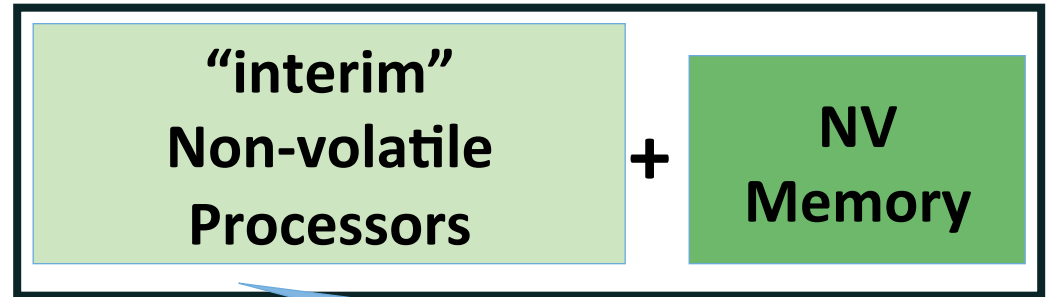 “interim”
Non-volatile
Processors
+
NV
Memory